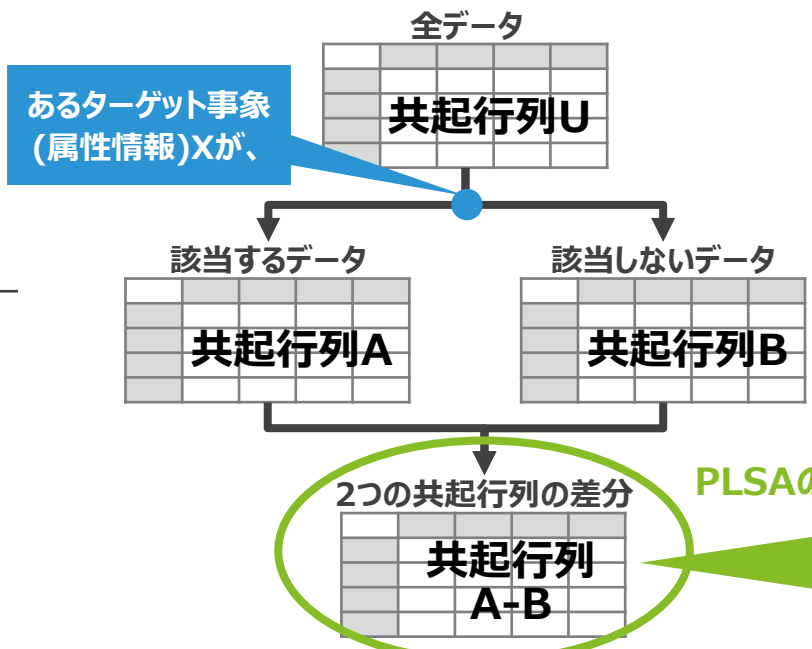 全データ
共起行列U
あるターゲット事象
(属性情報)Xが、
該当するデータ
該当しないデータ
共起行列A
共起行列B
2つの共起行列の差分
PLSAの
共起行列
A-B